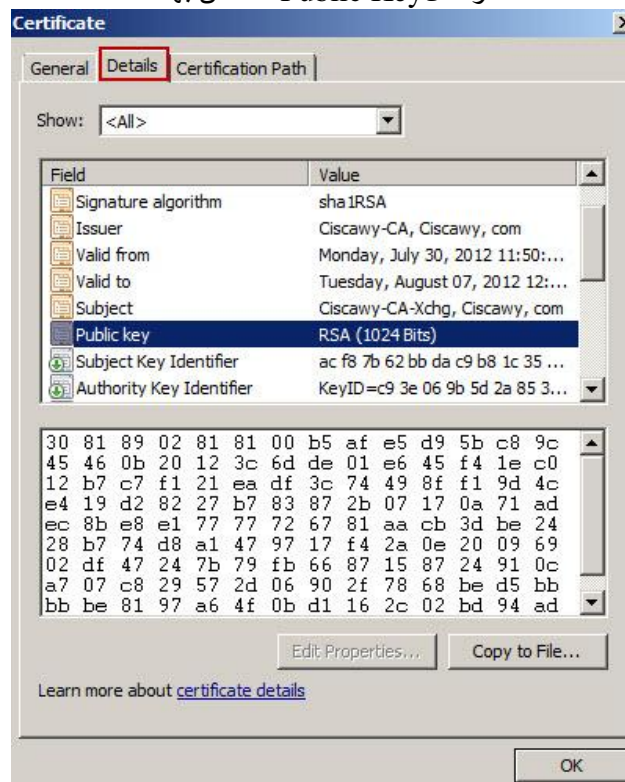 Public Key
Certificate
General Details Certification Path
Show: <All>
Field Value
Signature algorithm sha1RSA
Issuer Ciscawy-CA, Ciscawy, com
Valid from Monday, July 30, 2012 11:50:...
Valid to Tuesday, August 07, 2012 12:...
Subject Ciscawy-CA-Xchg, Ciscawy, com
Public key RSA (1024 Bits)
Subject Key Identifier ac f8 7b 62 bb da c9 b8 1c 35 ...
Authority Key Identifier KeyID=c9 3e 06 9b 5d 2a 85 3...
30 81 89 02 81 81 00 b5 af e5 d9 5b c8 9c
45 46 0b 20 12 3c 6d de 01 e6 45 f4 1e c0
12 b7 c7 f1 21 ea df 3c 74 49 8f f1 9d 4c
e4 19 d2 82 27 b7 83 87 2b 07 17 0a 71 ad
ec 8b e8 e1 77 77 72 67 81 aa cb 3d be 24
28 b7 74 d8 a1 47 97 17 f4 2a 0e 20 09 69
02 df 47 24 7b 79 fb 66 87 15 87 24 91 0c
a7 07 c8 29 57 2d 06 90 2f 78 68 be d5 bb
bb be 81 97 a6 4f 0b d1 16 2c 02 bd 94 ad
Edit Properties... Copy to File...
Learn more about certificate details
OK